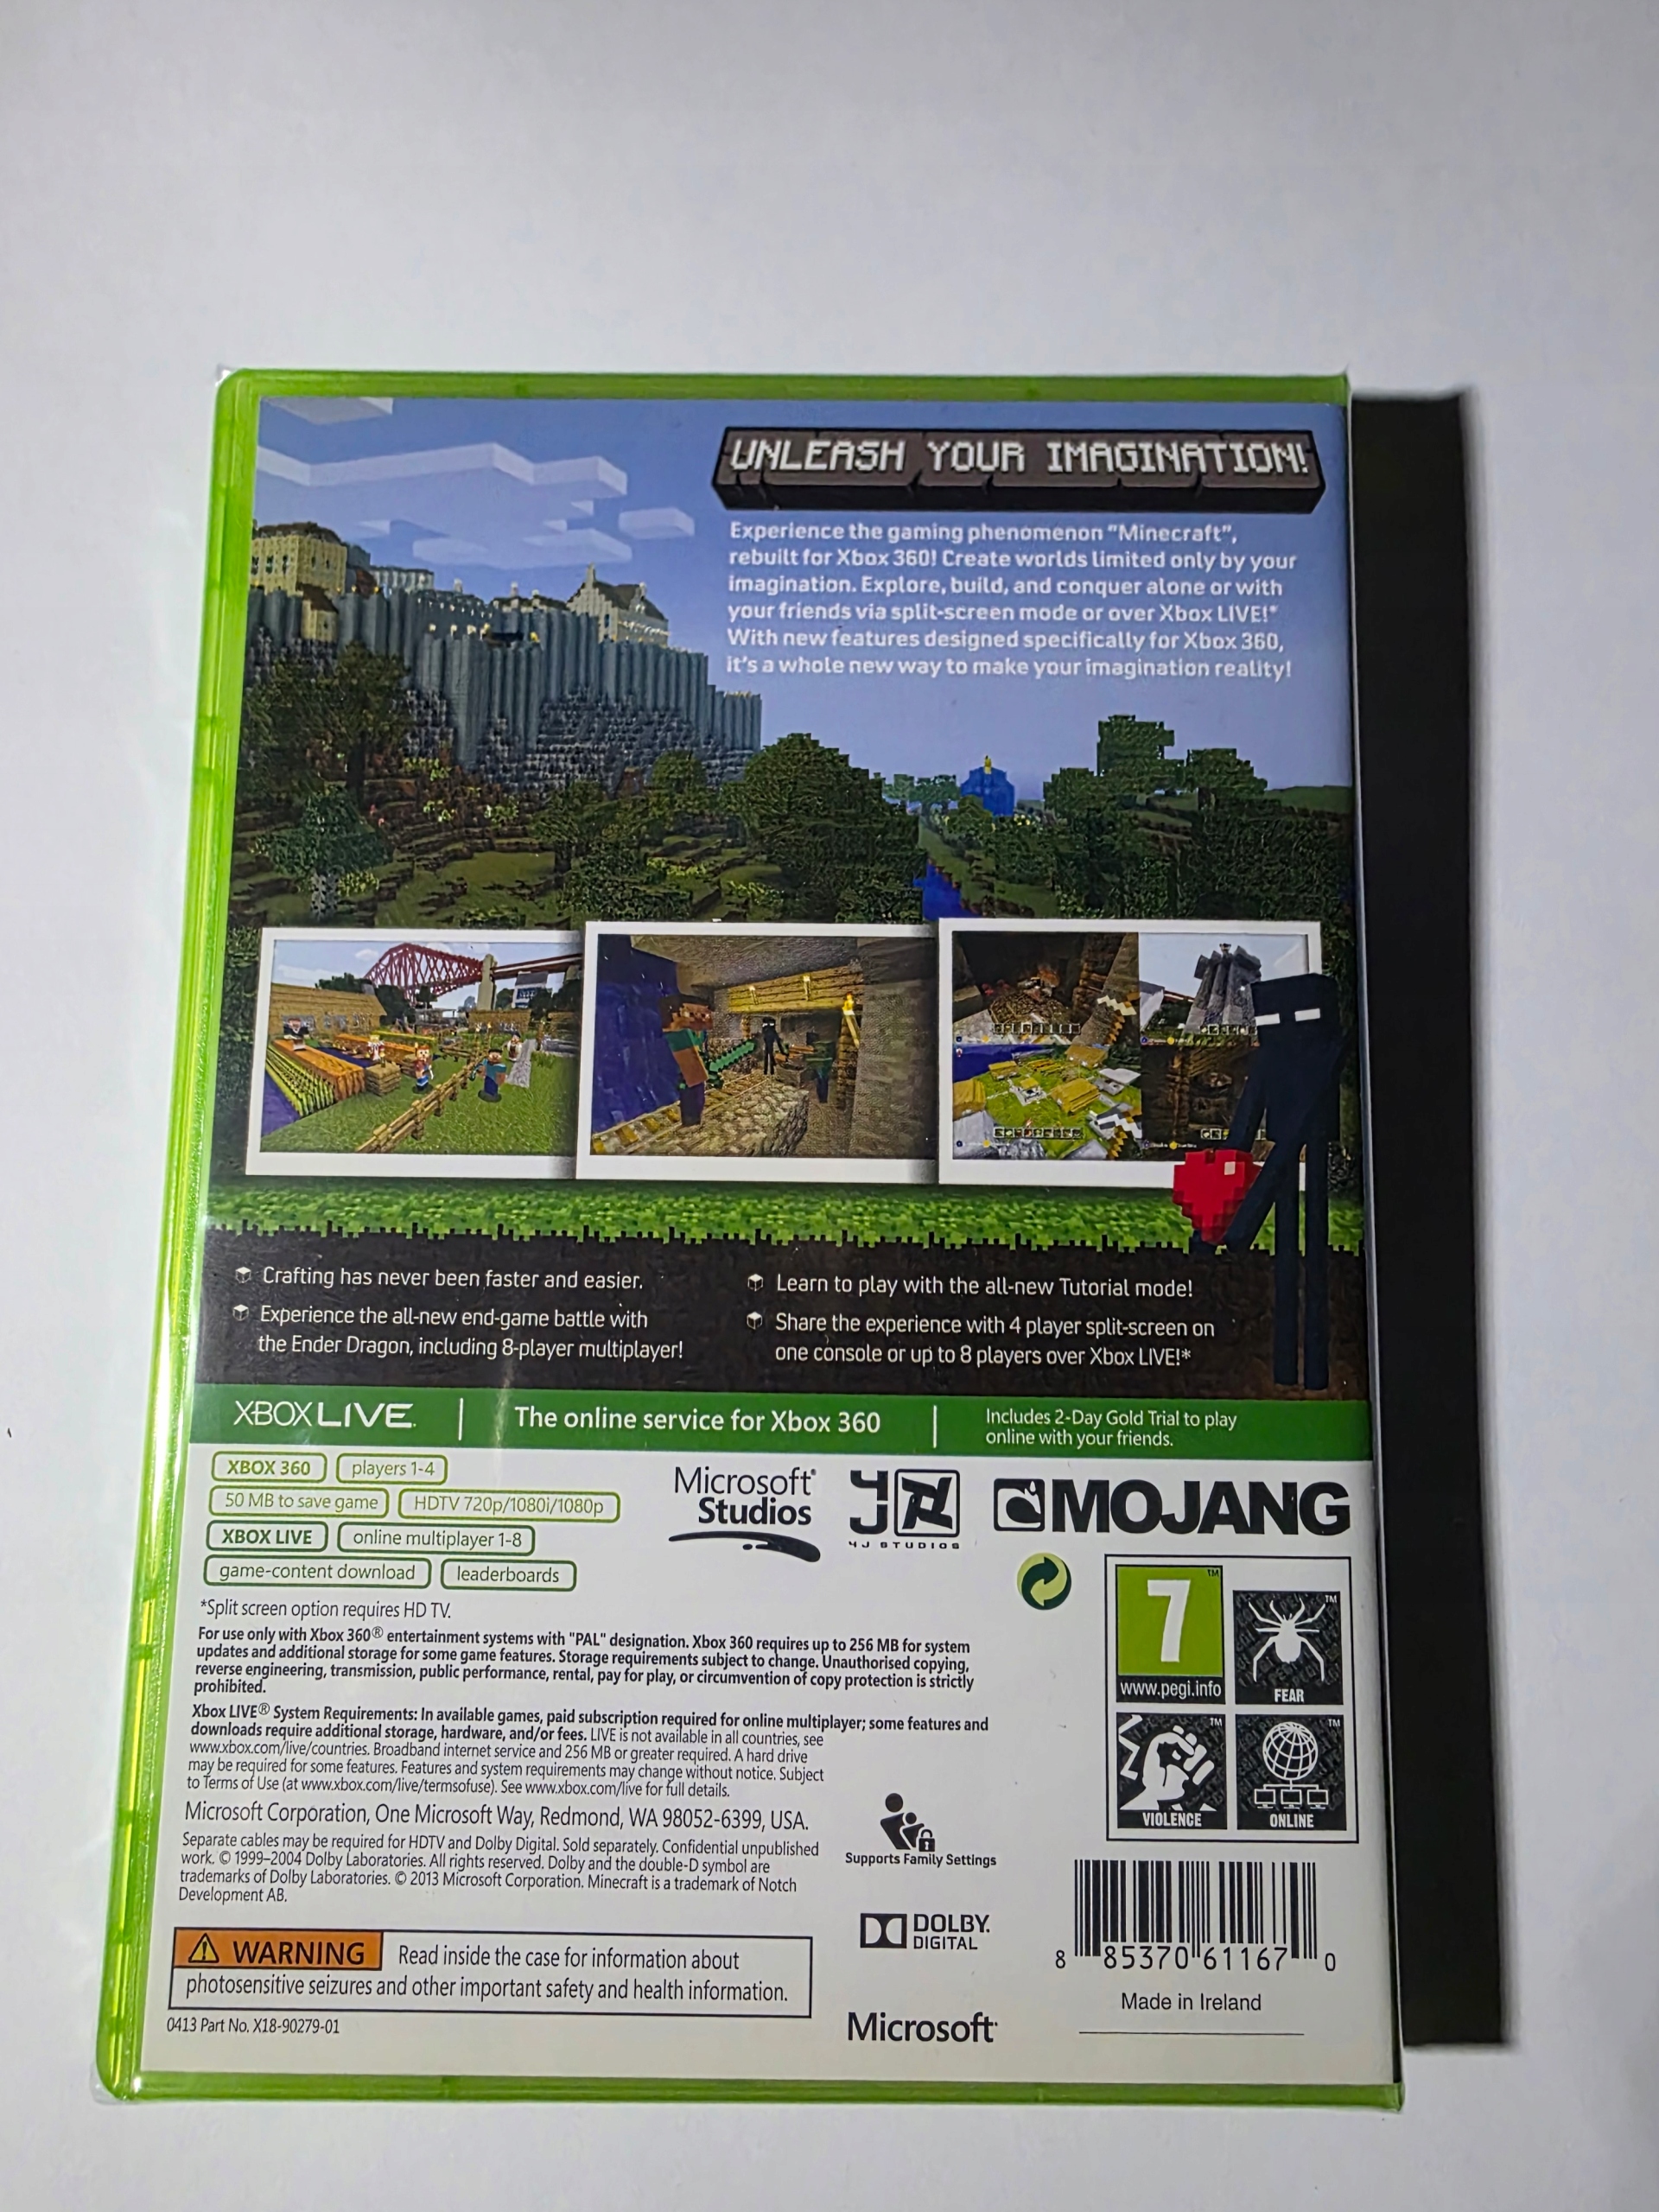 UNLEASH YOUR IMAGINATION!
Experience the gaming phenomenon "Minecraft",
rebuilt for Xbox 360! Create worlds limited only by your
imagination. Explore, build, and conquer alone or with
your friends via split-screen mode or over Xbox LIVE!*
With new features designed specifically for Xbox 360,
it's a whole new way to make your imagination reality!
Crafting has never been faster and easier.
Experience the all-new end-game battle with
the Ender Dragon, including 8-player multiplayer!
Learn to play with the all-new Tutorial mode!
Share the experience with 4 player split-screen on
one console or up to 8 players over Xbox LIVE!*
XBOX LIVE.
The online service for Xbox 360
Includes 2-Day Gold Trial to play
online with your friends.
XBOX 360 players 1-4
50 MB to save game HDTV 720p/1080i/1080p
XBOX LIVE online multiplayer 1-8
game-content download leaderboards
Microsoft®
Studios
4J STUDIOS
MOJANG
*Split screen option requires HD TV.
For use only with Xbox 360® entertainment systems with "PAL" designation. Xbox 360 requires up to 256 MB for system
updates and additional storage for some game features. Storage requirements subject to change. Unauthorised copying,
reverse engineering, transmission, public performance, rental, pay for play, or circumvention of copy protection is strictly
prohibited.
Xbox LIVE® System Requirements: In available games, paid subscription required for online multiplayer; some features and
downloads require additional storage, hardware, and/or fees. LIVE is not available in all countries, see
www.xbox.com/live/countries. Broadband internet service and 256 MB or greater required. A hard drive
may be required for some features. Features and system requirements may change without notice. Subject
to Terms of Use (at www.xbox.com/live/termsofuse). See www.xbox.com/live for full details.
Microsoft Corporation, One Microsoft Way, Redmond, WA 98052-6399, USA.
Separate cables may be required for HDTV and Dolby Digital. Sold separately. Confidential unpublished
work. © 1999–2004 Dolby Laboratories. All rights reserved. Dolby and the double-D symbol are
trademarks of Dolby Laboratories. © 2013 Microsoft Corporation. Minecraft is a trademark of Notch
Development AB.
WARNING Read inside the case for information about
photosensitive seizures and other important safety and health information.
0413 Part No. X18-90279-01
7™
www.pegi.info
™
FEAR
™
VIOLENCE
™
ONLINE
Supports Family Settings
DOLBY.
DIGITAL
Microsoft®
8 85370 61167 0
Made in Ireland